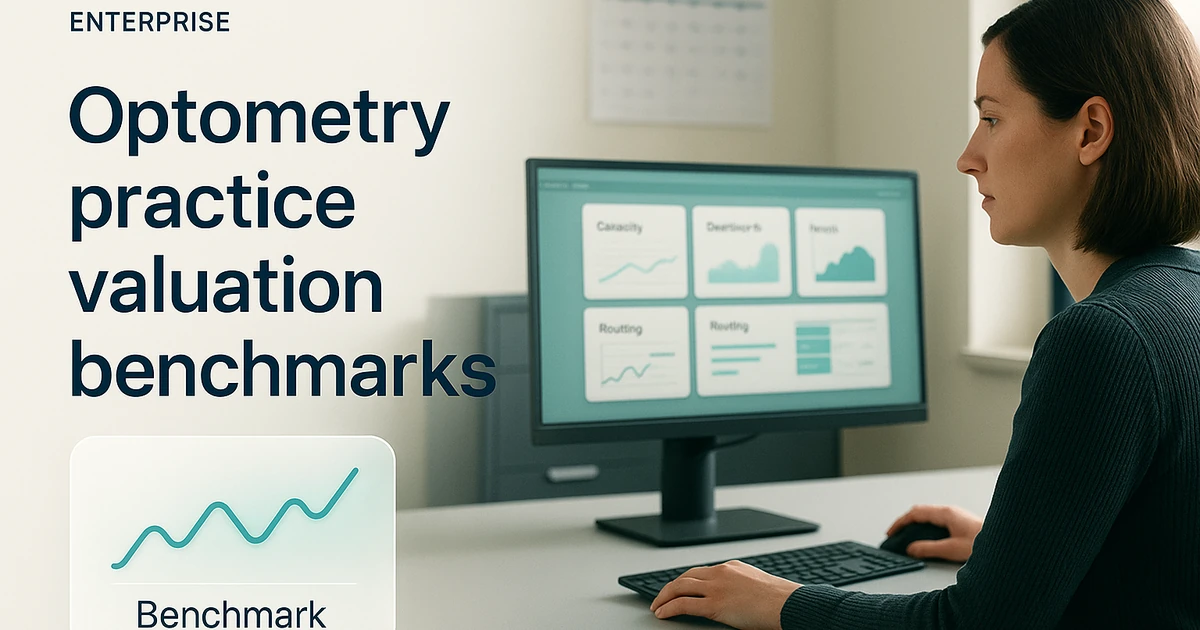 ENTERPRISE
Optometry
practice
valuation
benchmarks
Capacity
Routing
Routing
Benchmark